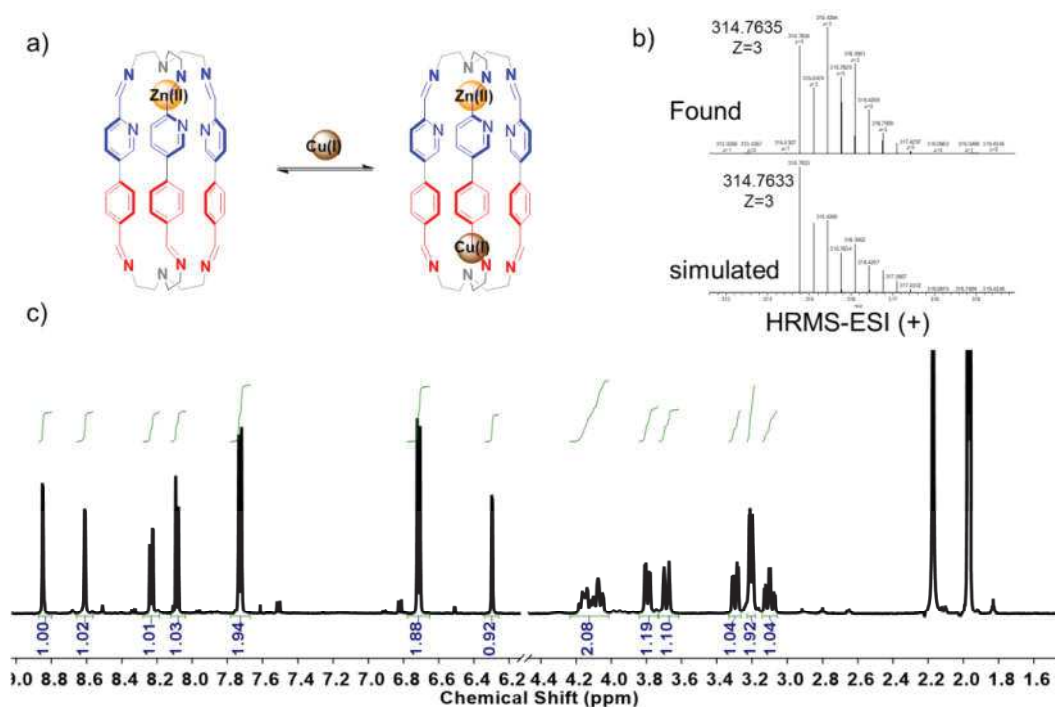 a)
N
N
N
N
Zn(II)
N
N
N
N
N
N
N
Cu(I)
N
N
N
N
Zn(II)
N
N
N
N
Cu(I)
N
N
N
b)
314.7635
Z=3
Found
314.7633
Z=3
simulated
HRMS-ESI (+)
c)
1.00
1.02
1.01
1.03
1.94
1.88
0.92
2.08
1.19
1.10
1.04
1.92
1.04
9.0 8.8 8.6 8.4 8.2 8.0 7.8 7.6 7.4 7.2 7.0 6.8 6.6 6.4 6.2 4.4 4.2 4.0 3.8 3.6 3.4 3.2 3.0 2.8 2.6 2.4 2.2 2.0 1.8 1.6
Chemical Shift (ppm)